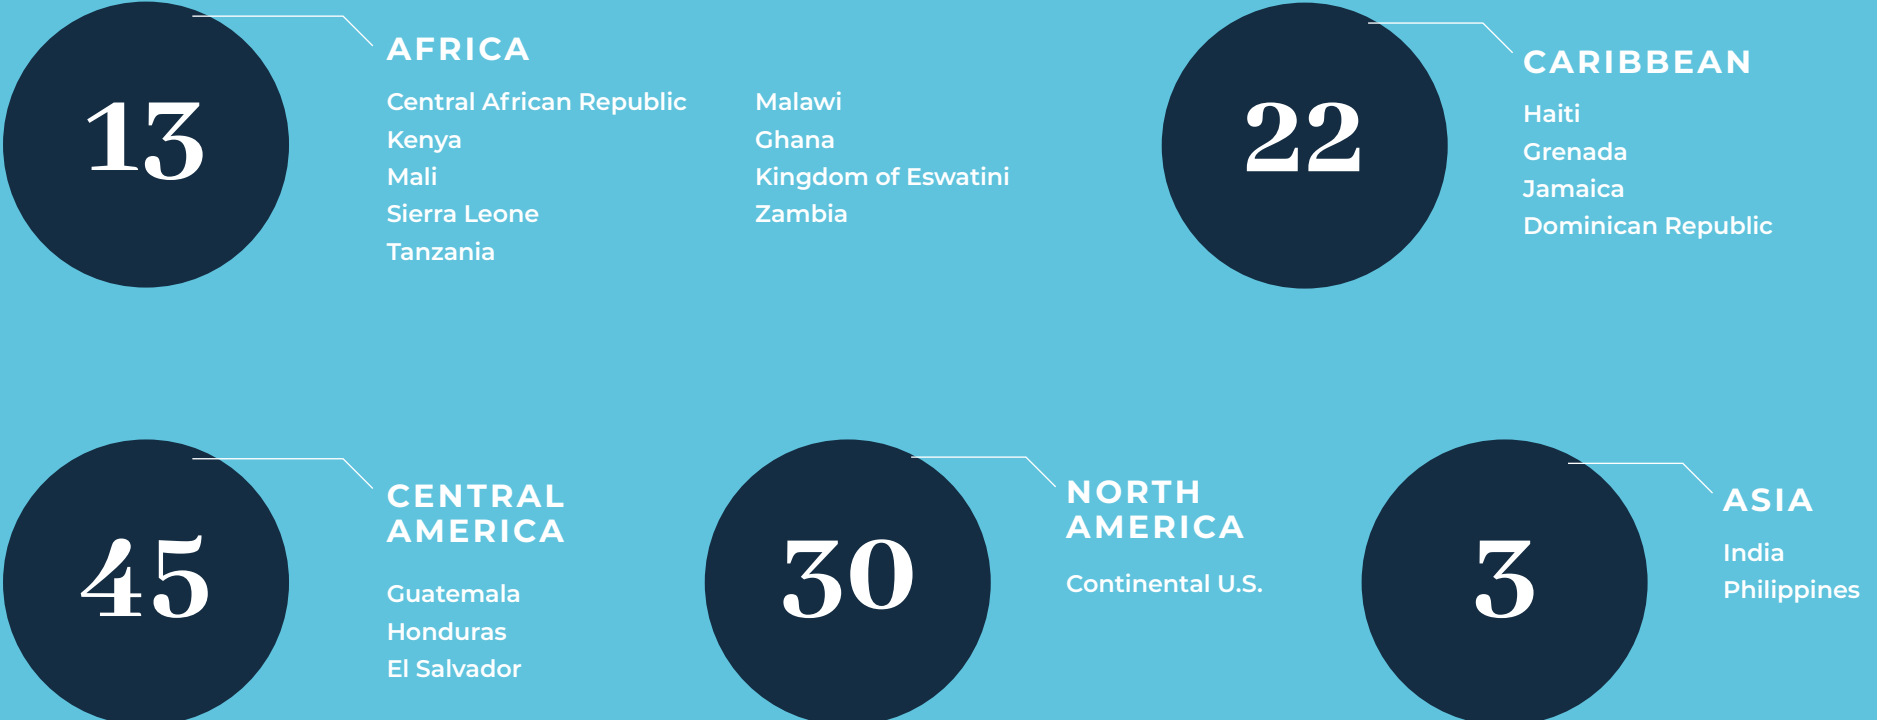 13
AFRICA
Central African Republic
Kenya
Mali
Sierra Leone
Tanzania
Malawi
Ghana
Kingdom of Eswatini
Zambia
22
CARIBBEAN
Haiti
Grenada
Jamaica
Dominican Republic
45
CENTRAL
AMERICA
Guatemala
Honduras
El Salvador
30
NORTH
AMERICA
Continental U.S.
3
ASIA
India
Philippines